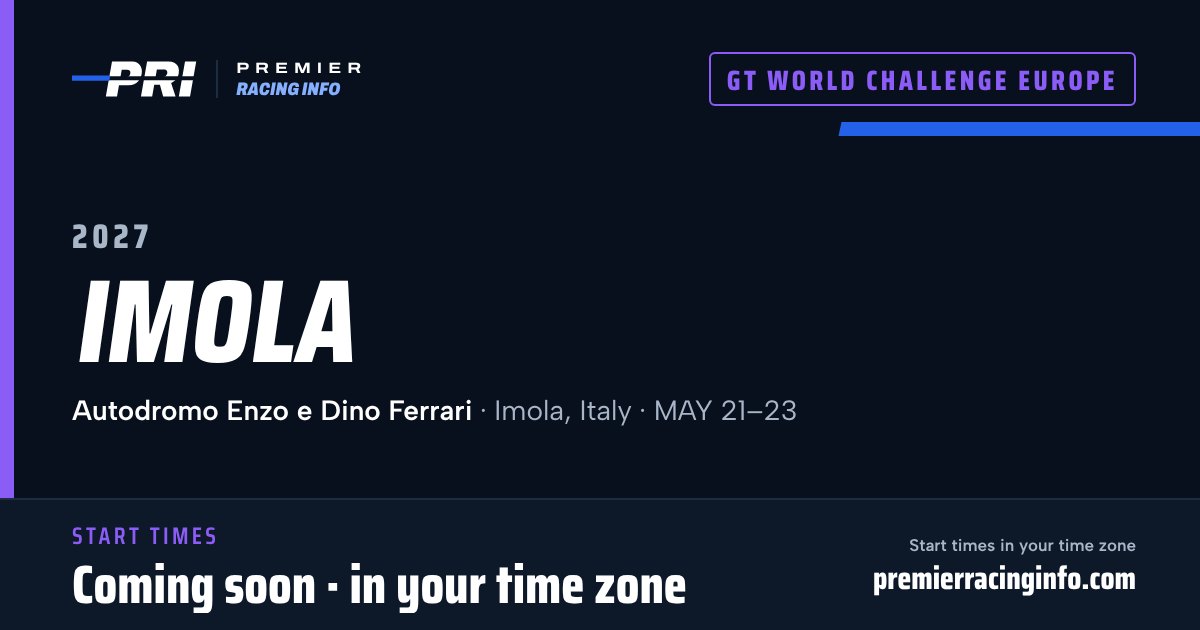 PRI
PREMIER
RACING INFO
GT WORLD CHALLENGE EUROPE
2027
IMOLA
Autodromo Enzo e Dino Ferrari · Imola, Italy · MAY 21–23
START TIMES
Coming soon · in your time zone
Start times in your time zone
premierracinginfo.com